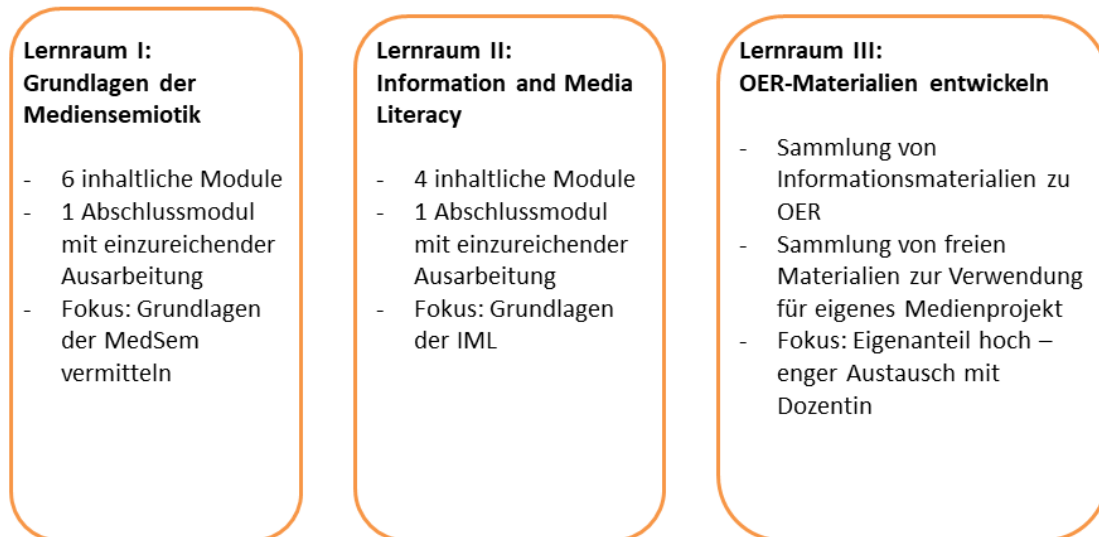 Lernraum I:
Grundlagen der
Mediensemiotik
- 6 inhaltliche Module
- 1 Abschlussmodul
mit einzureichender
Ausarbeitung
- Fokus: Grundlagen
der MedSem
vermitteln
Lernraum II:
Information and Media
Literacy
- 4 inhaltliche Module
- 1 Abschlussmodul
mit einzureichender
Ausarbeitung
- Fokus: Grundlagen
der IML
Lernraum III:
OER-Materialien entwickeln
- Sammlung von
Informationsmaterialien zu
OER
- Sammlung von freien
Materialien zur Verwendung
für eigenes Medienprojekt
- Fokus: Eigenanteil hoch –
enger Austausch mit
Dozentin